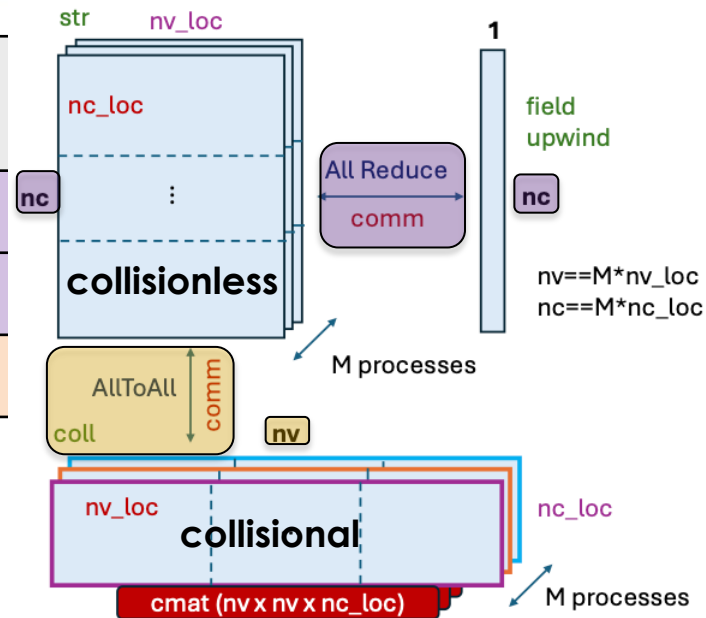 str
nv_loc
1
nc_loc
field
upwind
nc
⋮
All Reduce
comm
nc
collisionless
nv==M*nv_loc
nc==M*nc_loc
M processes
AllToAll
comm
coll
nv
nv_loc
collisional
nc_loc
cmat (nv x nv x nc_loc)
M processes